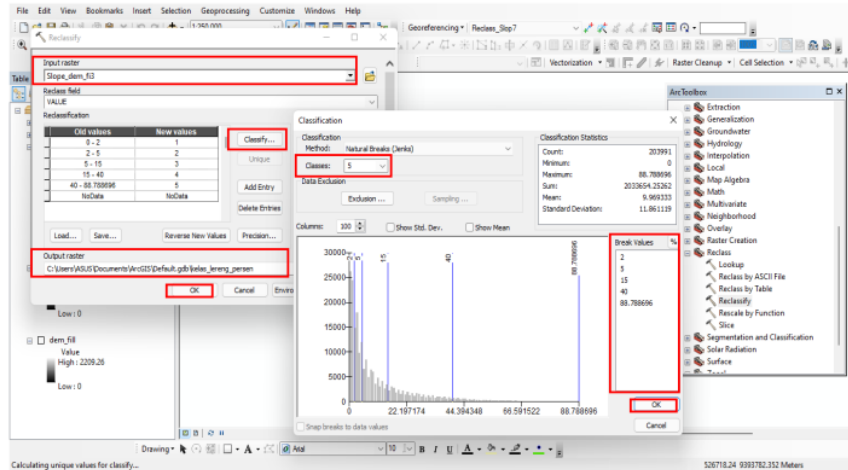 File Edit View Bookmarks Insert Selection Geoprocessing Customize Windows Help
1:250.000
Georeferencing Reclass_Slop7
Vectorization Raster Cleanup Cell Selection
Reclassify
Input raster
Slope_dem_fil3
Reclass field
VALUE
Reclassification
Old values New values
0 - 2 1
2 - 5 2
5 - 15 3
15 - 40 4
40 - 88.788696 5
NoData NoData
Classify...
Unique
Add Entry
Delete Entries
Load... Save... Reverse New Values Precision...
Output raster
C:\Users\ASUS\Documents\ArcGIS\Default.gdb\kelas_lereng_persen
OK Cancel Enviro
Table
Low : 0
dem_fill
Value
High : 2209.26
Low : 0
Classification
Classification
Method: Natural Breaks (Jenks)
Classes: 5
Data Exclusion
Exclusion ... Sampling ...
Classification Statistics
Count: 203991
Minimum: 0
Maximum: 88.788696
Sum: 2033654.25262
Mean: 9.969333
Standard Deviation: 11.861119
Columns: 100 Show Std. Dev. Show Mean
Break Values %
2
5
15
40
88.788696
2 5 15 40 88.788696
30000
25000
20000
15000
10000
5000
0
0 22.197174 44.394348 66.591522 88.788696
Snap breaks to data values
OK
Cancel
ArcToolbox
Extraction
Generalization
Groundwater
Hydrology
Interpolation
Local
Map Algebra
Math
Multivariate
Neighborhood
Overlay
Raster Creation
Reclass
Lookup
Reclass by ASCII File
Reclass by Table
Reclassify
Rescale by Function
Slice
Segmentation and Classification
Solar Radiation
Surface
Zonal
Drawing Arial 10 B I U A
Calculating unique values for classify...
526718.24 9393782.352 Meters